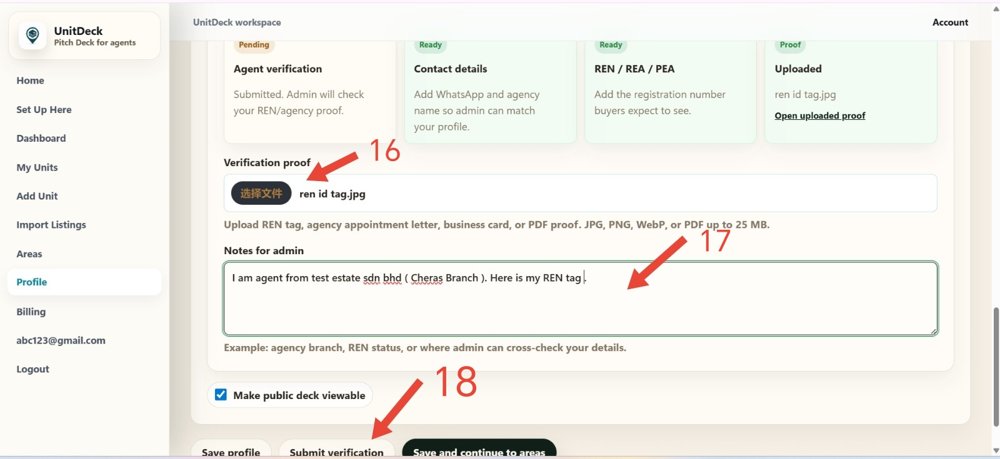 UnitDeck
Pitch Deck for agents
Home
Set Up Here
Dashboard
My Units
Add Unit
Import Listings
Areas
Profile
Billing
abc123@gmail.com
Logout
UnitDeck workspace
Account
Pending
Agent verification
Submitted. Admin will check
your REN/agency proof.
Ready
Contact details
Add WhatsApp and agency
name so admin can match
your profile.
Ready
REN / REA / PEA
Add the registration number
buyers expect to see.
Proof
Uploaded
ren id tag.jpg
Open uploaded proof
16
Verification proof
选择文件 ren id tag.jpg
Upload REN tag, agency appointment letter, business card, or PDF proof. JPG, PNG, WebP, or PDF up to 25 MB.
17
Notes for admin
I am agent from test estate sdn bhd ( Cheras Branch ). Here is my REN tag .
Example: agency branch, REN status, or where admin can cross-check your details.
18
Make public deck viewable
Save profile
Submit verification
Save and continue to areas